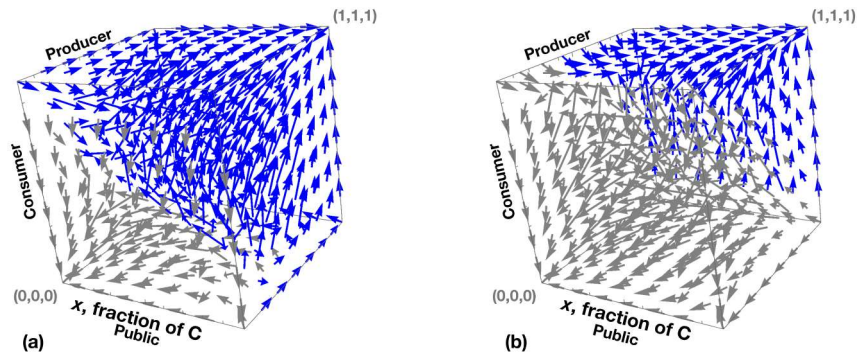 (1,1,1)
Producer
Consumer
(0,0,0)
x, fraction of C
Public
(a)
(1,1,1)
Producer
Consumer
(0,0,0)
x, fraction of C
Public
(b)